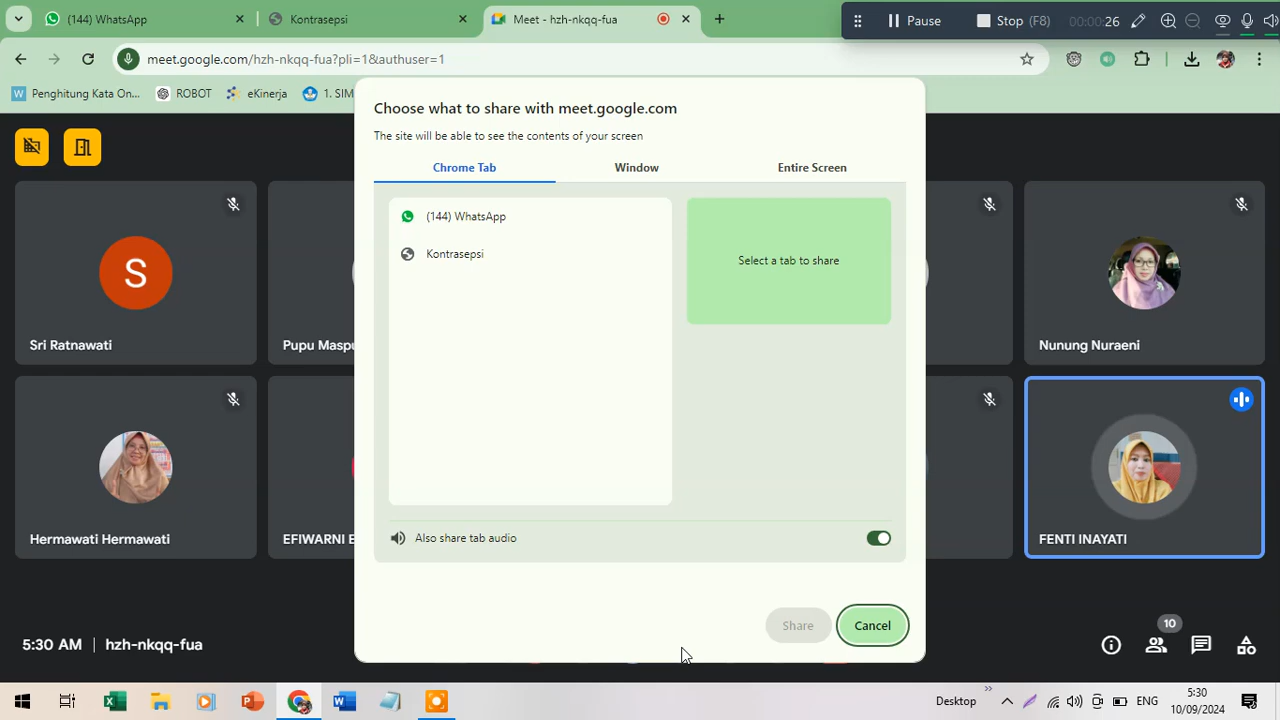 (144) WhatsApp
Kontrasepsi
Meet - hzh-nkqq-fua
Pause
Stop (F8)
00:00:26
meet.google.com/hzh-nkqq-fua?pli=1&authuser=1
Penghitung Kata On...
ROBOT
eKinerja
1. SIM
Choose what to share with meet.google.com
The site will be able to see the contents of your screen
Chrome Tab
Window
Entire Screen
(144) WhatsApp
Kontrasepsi
Select a tab to share
Also share tab audio
Share
Cancel
S
Sri Ratnawati
Pupu Maspu
Nunung Nuraeni
Hermawati Hermawati
EFIWARNI E
FENTI INAYATI
5:30 AM
hzh-nkqq-fua
10
Desktop
ENG
5:30
10/09/2024